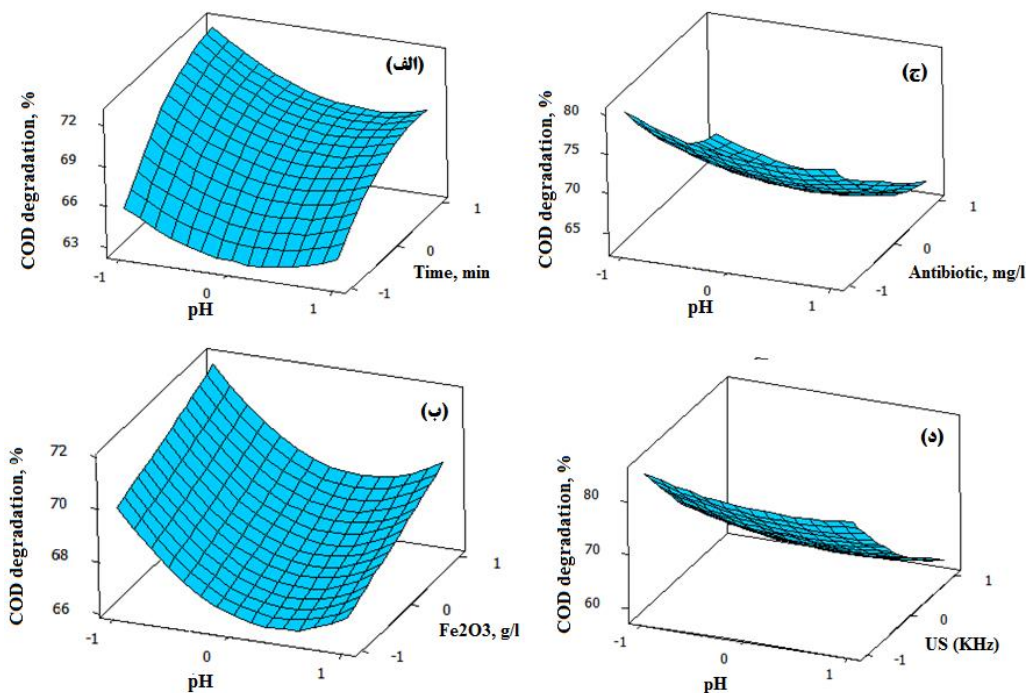 (الف)
COD degradation, %
72
69
66
63
-1
0
1
pH
-1
0
1
Time, min
(ج)
COD degradation, %
80
75
70
65
-1
0
1
pH
-1
0
1
Antibiotic, mg/l
(ب)
COD degradation, %
72
70
68
66
-1
0
1
pH
-1
0
1
Fe2O3, g/l
(د)
COD degradation, %
80
70
60
-1
0
1
pH
-1
0
1
US (KHz)